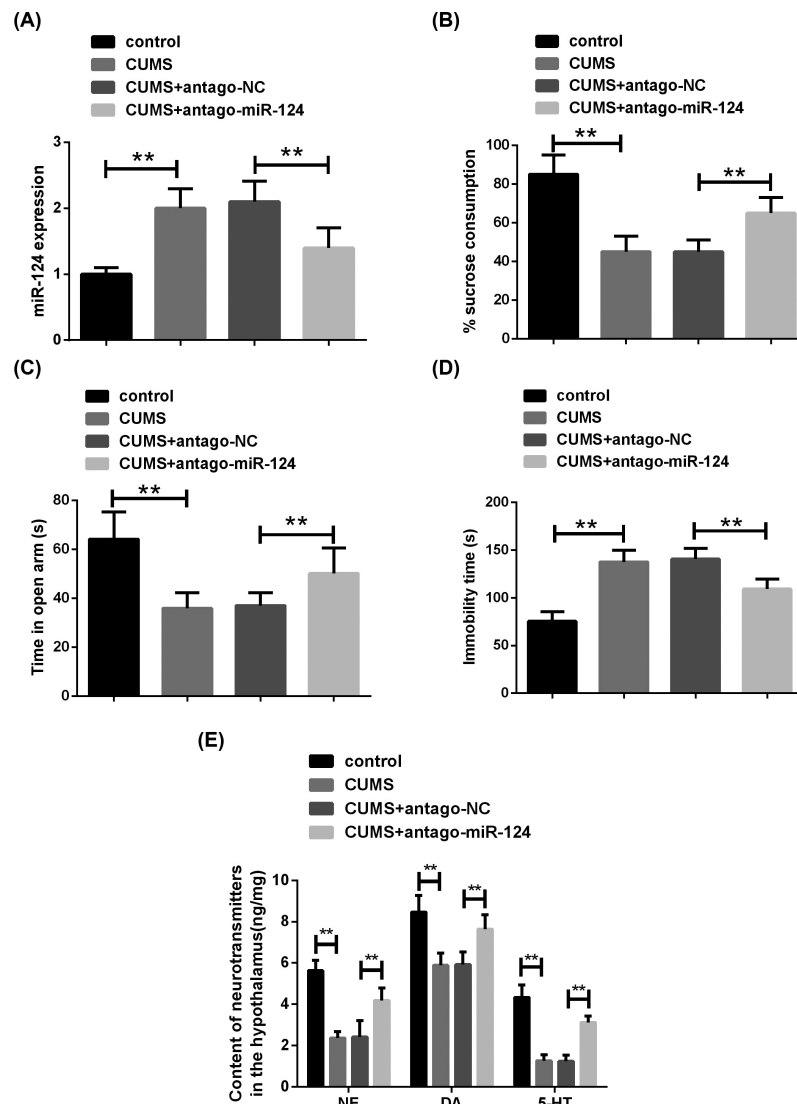 (A)
control
CUMS
CUMS+antago-NC
CUMS+antago-miR-124
miR-124 expression
3
2
1
0
**
**
(B)
control
CUMS
CUMS+antago-NC
CUMS+antago-miR-124
% sucrose consumption
100
80
60
40
20
0
**
**
(C)
control
CUMS
CUMS+antago-NC
CUMS+antago-miR-124
Time in open arm (s)
80
60
40
20
0
**
**
(D)
control
CUMS
CUMS+antago-NC
CUMS+antago-miR-124
Immobility time (s)
200
150
100
50
0
**
**
(E)
control
CUMS
CUMS+antago-NC
CUMS+antago-miR-124
Content of neurotransmitters
in the hypothalamus(ng/mg)
10
8
6
4
2
0
**
**
**
**
**
**
NE
DA
5-HT